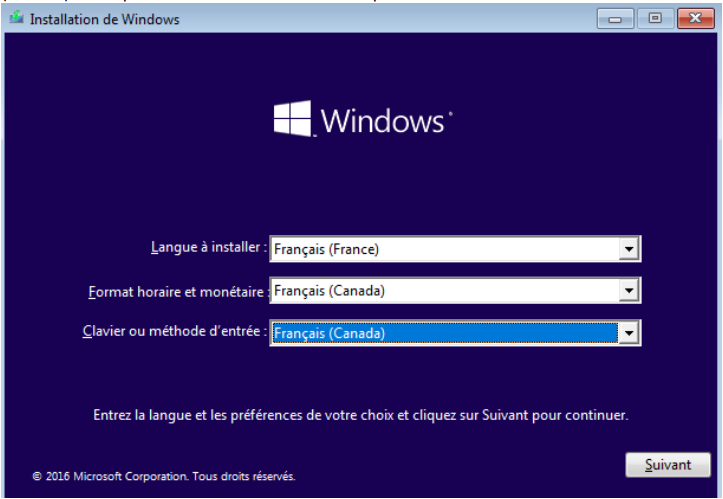 Installation de Windows
Windows
Langue à installer : Français (France)
Format horaire et monétaire : Français (Canada)
Clavier ou méthode d'entrée : Français (Canada)
Entrez la langue et les préférences de votre choix et cliquez sur Suivant pour continuer.
Suivant
© 2016 Microsoft Corporation. Tous droits réservés.